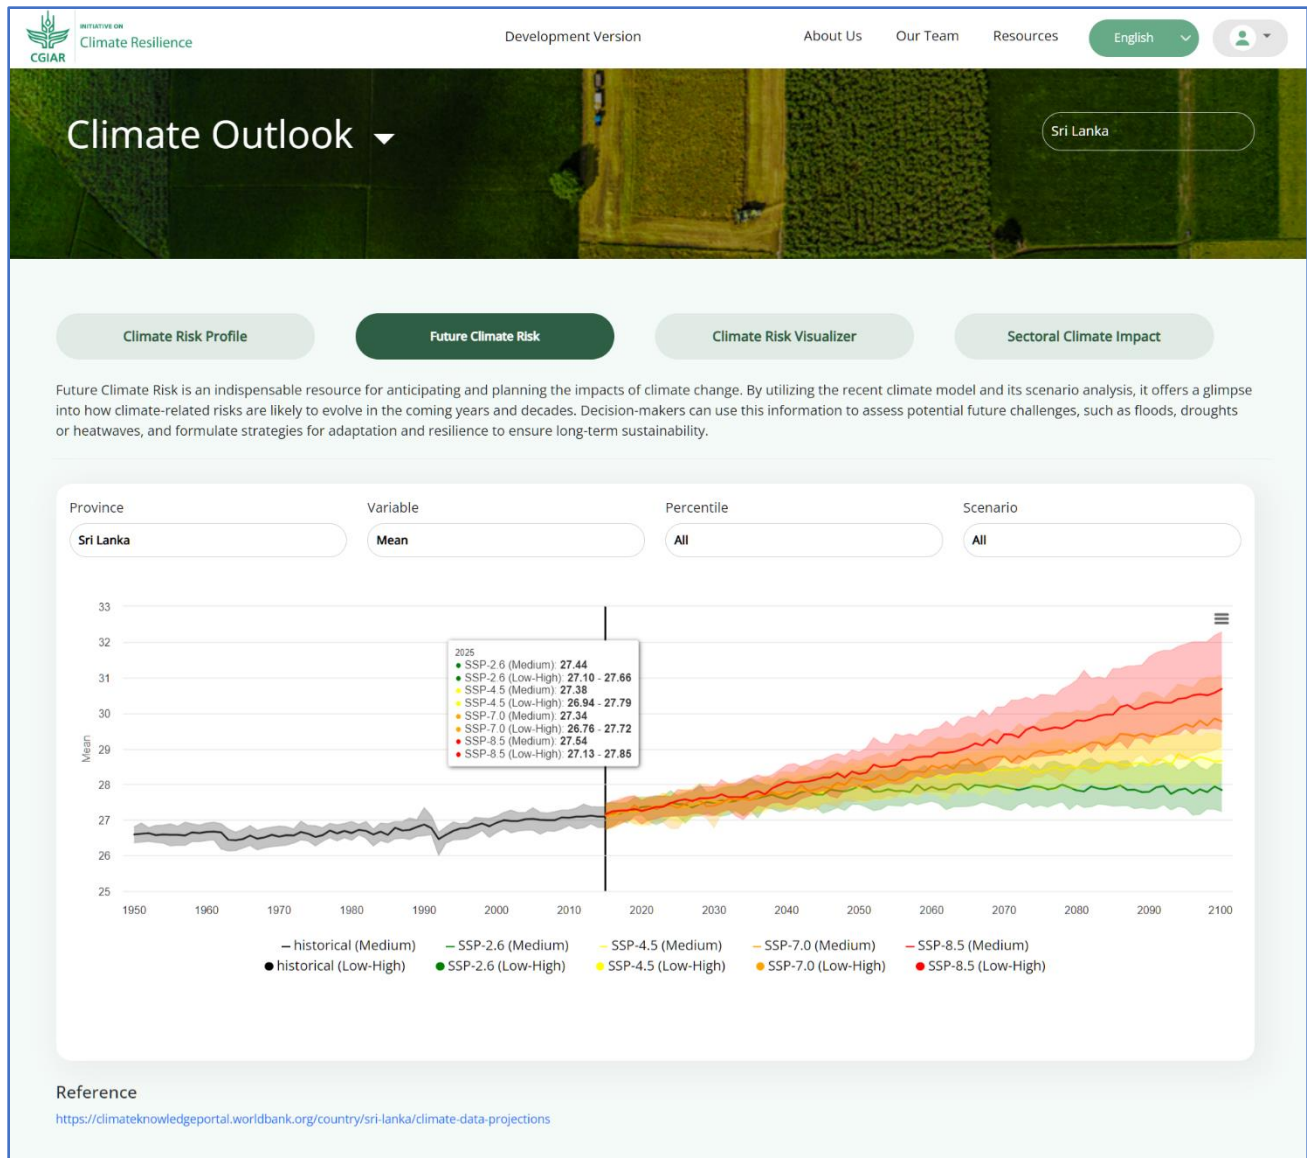 INITIATIVE ON
Climate Resilience
CGIAR
Development Version
About Us
Our Team
Resources
English
Climate Outlook
Sri Lanka
Climate Risk Profile
Future Climate Risk
Climate Risk Visualizer
Sectoral Climate Impact
Future Climate Risk is an indispensable resource for anticipating and planning the impacts of climate change. By utilizing the recent climate model and its scenario analysis, it offers a glimpse
into how climate-related risks are likely to evolve in the coming years and decades. Decision-makers can use this information to assess potential future challenges, such as floods, droughts
or heatwaves, and formulate strategies for adaptation and resilience to ensure long-term sustainability.
Province
Variable
Percentile
Scenario
Sri Lanka
Mean
All
All
33
32
31
30
29
28
27
26
25
Mean
2025
SSP-2.6 (Medium): 27.44
SSP-2.6 (Low-High): 27.10 - 27.66
SSP-4.5 (Medium): 27.38
SSP-4.5 (Low-High): 26.94 - 27.79
SSP-7.0 (Medium): 27.34
SSP-7.0 (Low-High): 26.76 - 27.72
SSP-8.5 (Medium): 27.54
SSP-8.5 (Low-High): 27.13 - 27.85
1950 1960 1970 1980 1990 2000 2010 2020 2030 2040 2050 2060 2070 2080 2090 2100
historical (Medium) SSP-2.6 (Medium) SSP-4.5 (Medium) SSP-7.0 (Medium) SSP-8.5 (Medium)
historical (Low-High) SSP-2.6 (Low-High) SSP-4.5 (Low-High) SSP-7.0 (Low-High) SSP-8.5 (Low-High)
Reference
https://climateknowledgeportal.worldbank.org/country/sri-lanka/climate-data-projections